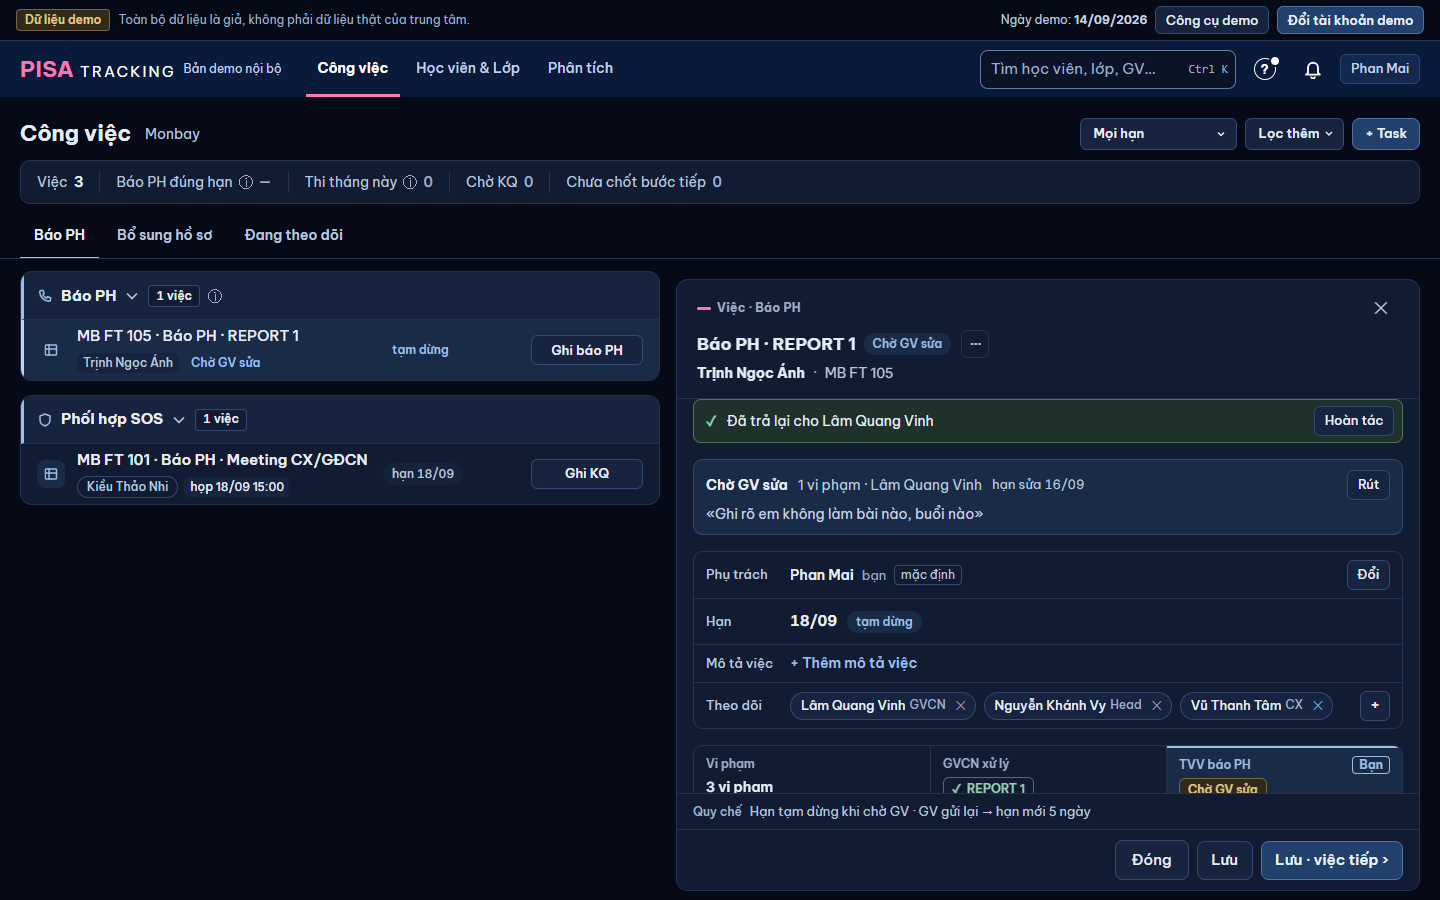 Dữ liệu demo Toàn bộ dữ liệu là giả, không phải dữ liệu thật của trung tâm. Ngày demo: 14/09/2026 Công cụ demo Đổi tài khoản demo
PISA TRACKING Bản demo nội bộ Công việc Học viên & Lớp Phân tích Tìm học viên, lớp, GV... Ctrl K ? Phan Mai
Công việc Monbay Mọi hạn Lọc thêm + Task
Việc 3 Báo PH đúng hạn — Thi tháng này 0 Chờ KQ 0 Chưa chốt bước tiếp 0
Báo PH Bổ sung hồ sơ Đang theo dõi
Báo PH 1 việc
MB FT 105 · Báo PH · REPORT 1
Trịnh Ngọc Ánh Chờ GV sửa tạm dừng Ghi báo PH
Phối hợp SOS 1 việc
MB FT 101 · Báo PH · Meeting CX/GĐCN
Kiều Thảo Nhi họp 18/09 15:00 hạn 18/09 Ghi KQ
Việc · Báo PH
Báo PH · REPORT 1 Chờ GV sửa ...
Trịnh Ngọc Ánh · MB FT 105
✓ Đã trả lại cho Lâm Quang Vinh Hoàn tác
Chờ GV sửa 1 vi phạm · Lâm Quang Vinh hạn sửa 16/09 Rút
«Ghi rõ em không làm bài nào, buổi nào»
Phụ trách Phan Mai bạn mặc định Đổi
Hạn 18/09 tạm dừng
Mô tả việc + Thêm mô tả việc
Theo dõi Lâm Quang Vinh GVCN Nguyễn Khánh Vy Head Vũ Thanh Tâm CX +
Vi phạm GVCN xử lý TVV báo PH Bạn
3 vi phạm ✓ REPORT 1 Chờ GV sửa
Quy chế Hạn tạm dừng khi chờ GV · GV gửi lại → hạn mới 5 ngày
Đóng Lưu Lưu · việc tiếp ›